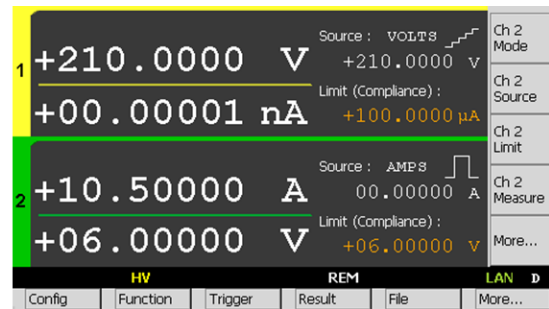 1
+210.0000 V
+00.00001 nA
Source : VOLTS
+210.0000 V
Limit (Compliance) :
+100.0000 µA
2
+10.50000 A
+06.00000 V
Source : AMPS
00.00000 A
Limit (Compliance) :
+06.00000 V
Ch 2
Mode
Ch 2
Source
Ch 2
Limit
Ch 2
Measure
More...
HV REM LAN D
Config Function Trigger Result File More...